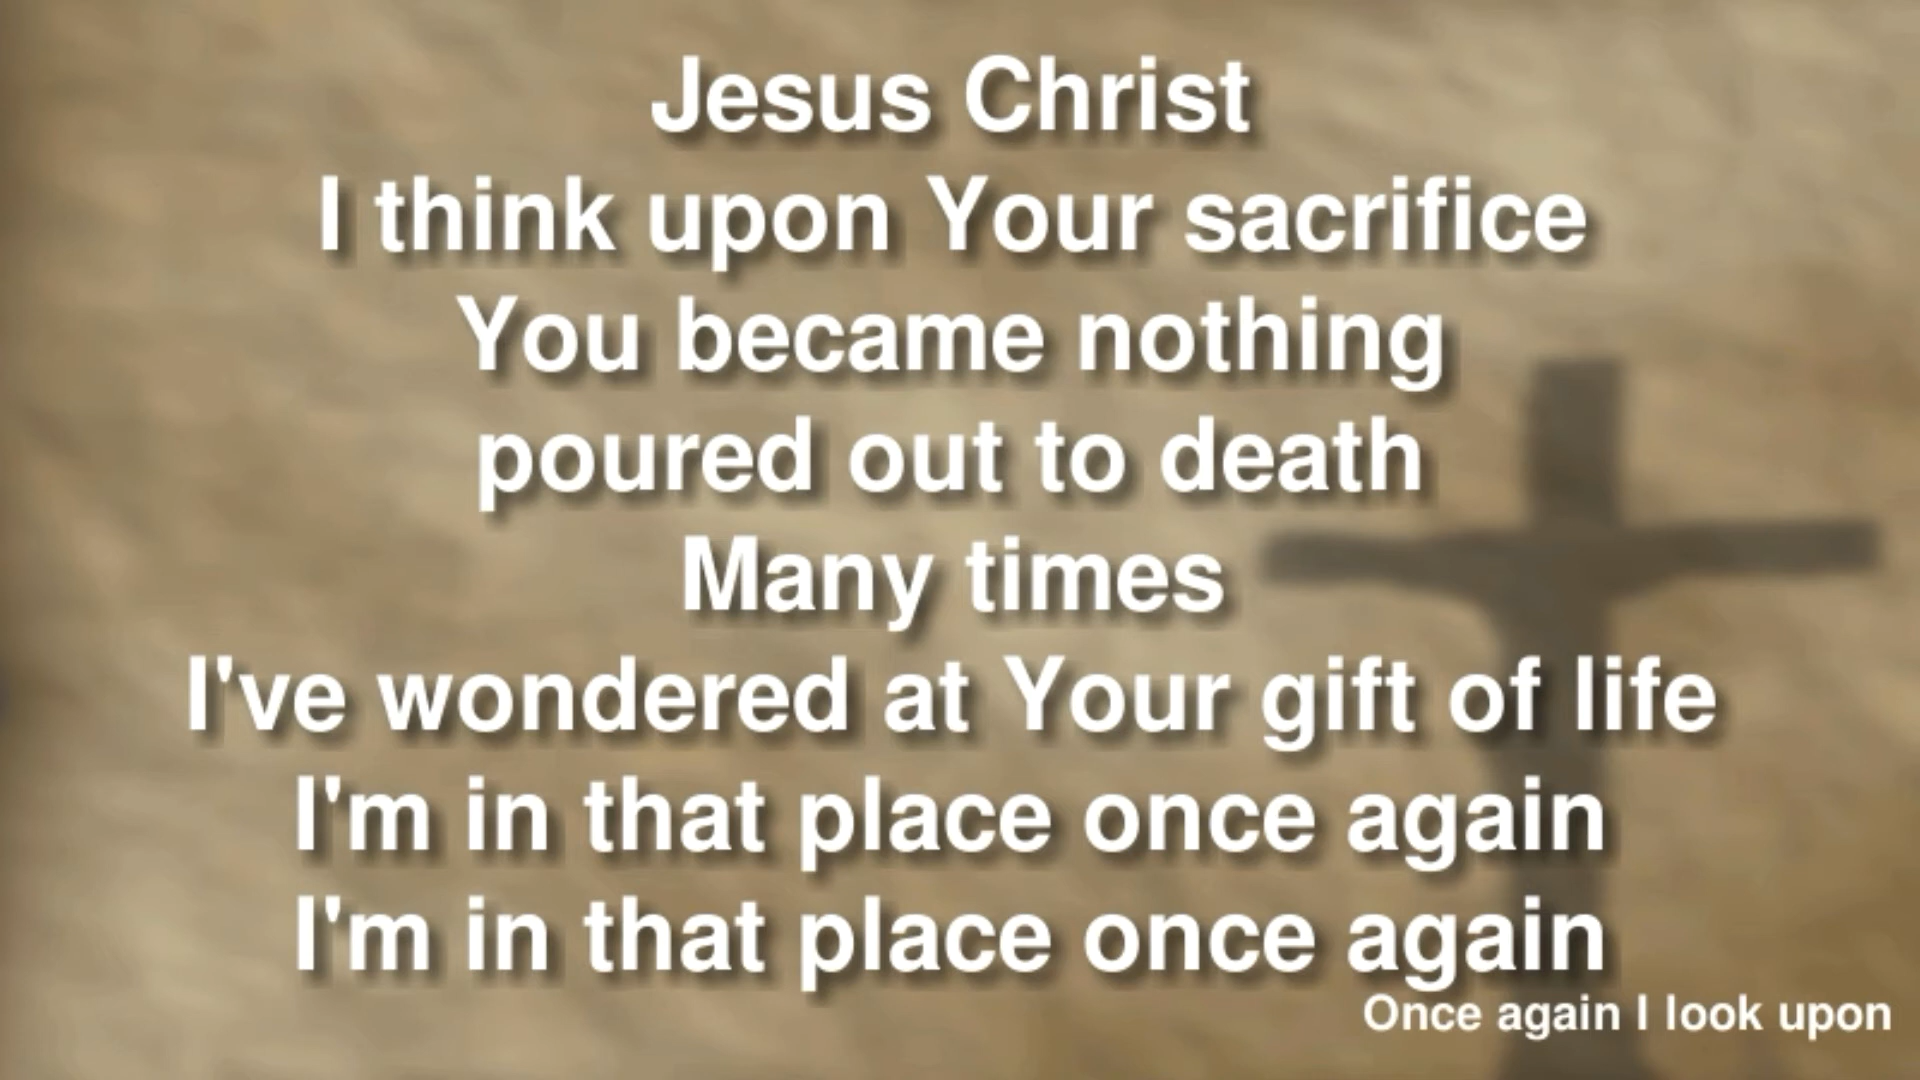 Jesus Christ
I think upon Your sacrifice
You became nothing
poured out to death
Many times
I've wondered at Your gift of life
I'm in that place once again
I'm in that place once again
Once again I look upon